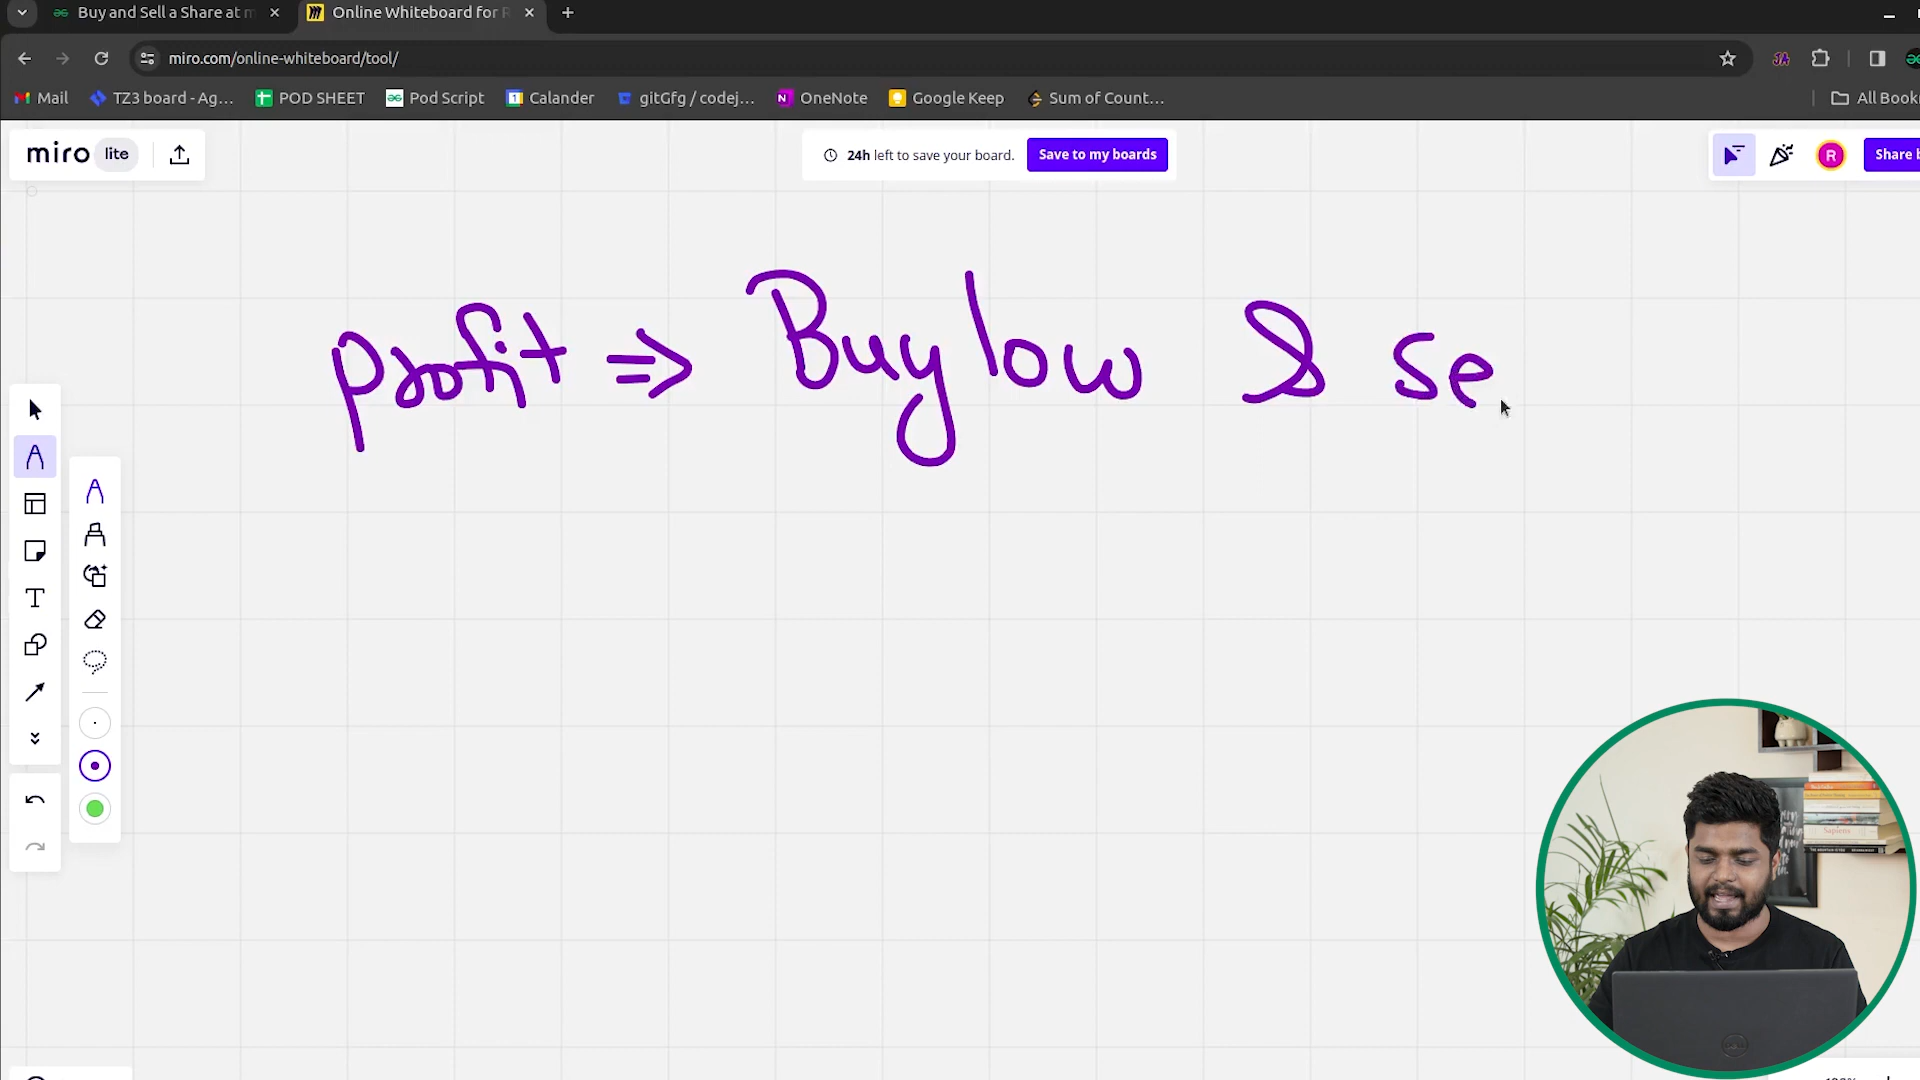 Buy and Sell a Share at m
Online Whiteboard for R
miro.com/online-whiteboard/tool/
Mail
TZ3 board - Ag...
POD SHEET
Pod Script
Calander
gitGfg / codej...
OneNote
Google Keep
Sum of Count...
All Book
miro lite
24h left to save your board.
Save to my boards
R
Share b
profit => Buy low & se
Sapiens